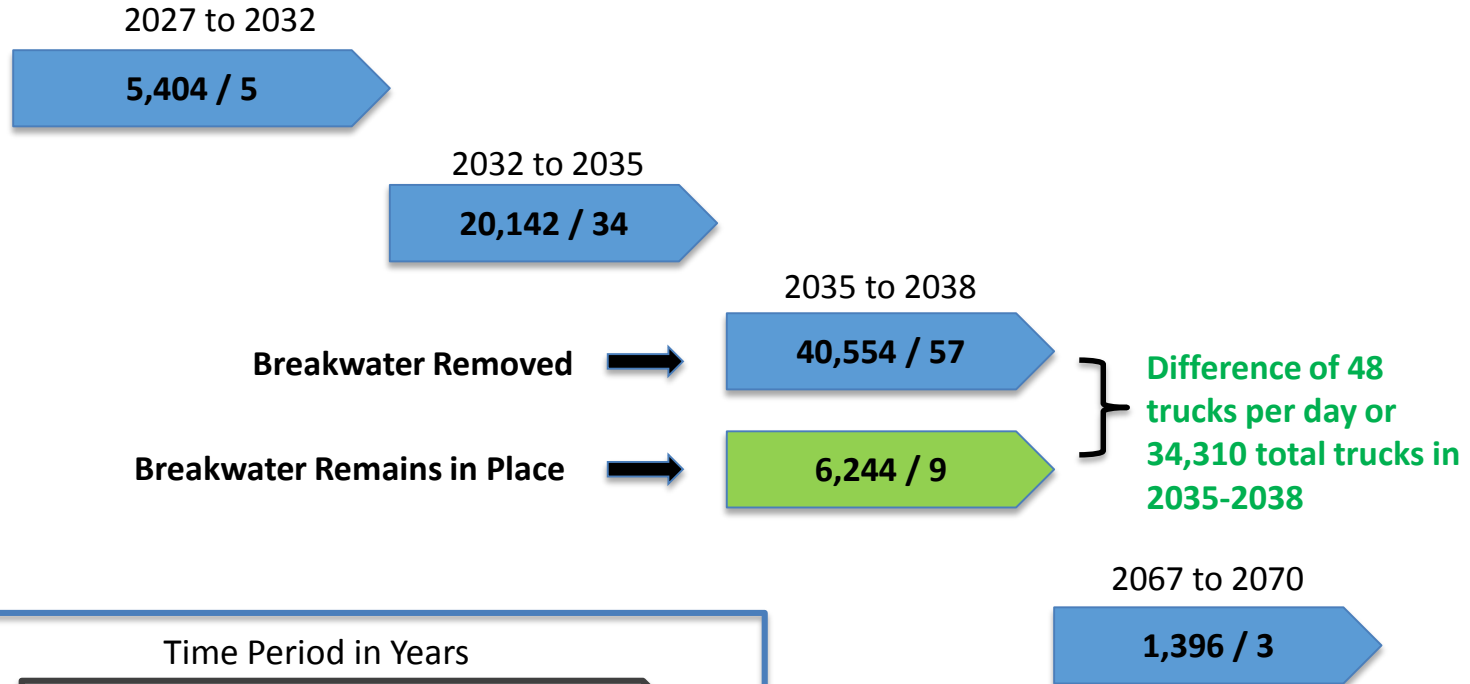 2027 to 2032
5,404 / 5
2032 to 2035
20,142 / 34
2035 to 2038
Breakwater Removed
40,554 / 57
Breakwater Remains in Place
6,244 / 9
Difference of 48
trucks per day or
34,310 total trucks in
2035-2038
2067 to 2070
1,396 / 3
Time Period in Years